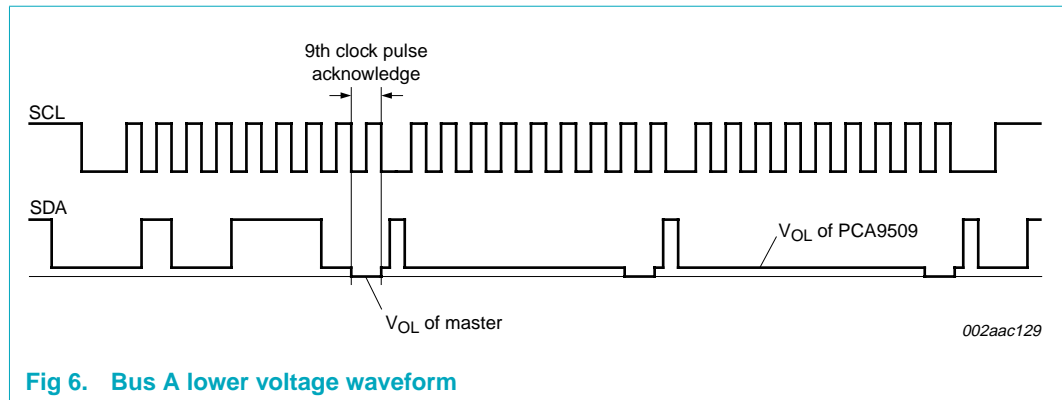 9th clock pulse
acknowledge
SCL
SDA
VOL of PCA9509
VOL of master
002aac129
Fig 6. Bus A lower voltage waveform